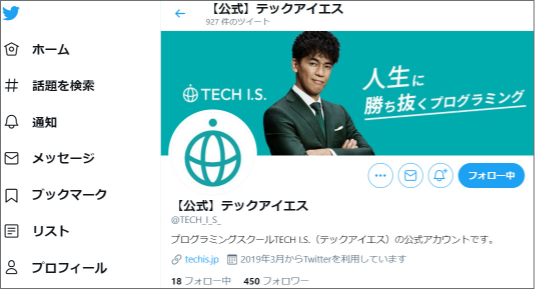 【公式】テックアイエス
927 件のツイート
ホーム
話題を検索
通知
メッセージ
ブックマーク
リスト
プロフィール
TECH I.S.
人生に
勝ち抜くプログラミング
フォロー中
【公式】テックアイエス
@TECH_I_S_
プログラミングスクールTECH I.S.（テックアイエス）の公式アカウントです。
techis.jp 2019年3月からTwitterを利用しています
18 フォロー中 450 フォロワー